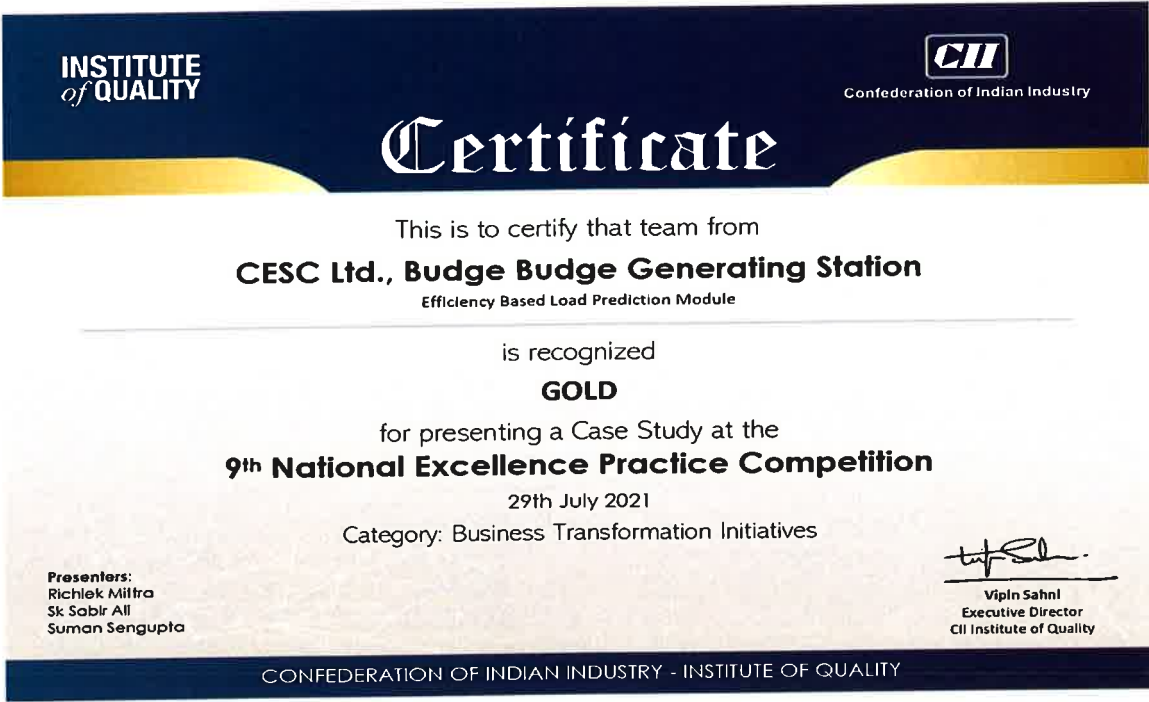 INSTITUTE
of QUALITY
CII
Confederation of Indian Industry
Certificate
This is to certify that team from
CESC Ltd., Budge Budge Generating Station
Efficiency Based Load Prediction Module
is recognized
GOLD
for presenting a Case Study at the
9th National Excellence Practice Competition
29th July 2021
Category: Business Transformation Initiatives
Presenters:
Richiek Mittra
Sk Sabir Ali
Suman Sengupta
Vipin Sahni
Executive Director
CII Institute of Quality
CONFEDERATION OF INDIAN INDUSTRY - INSTITUTE OF QUALITY